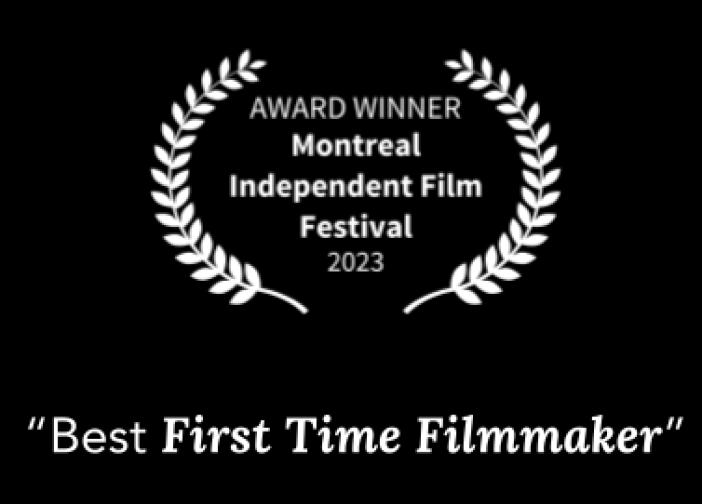 AWARD WINNER
Montreal
Independent Film
Festival
2023
“Best First Time Filmmaker”